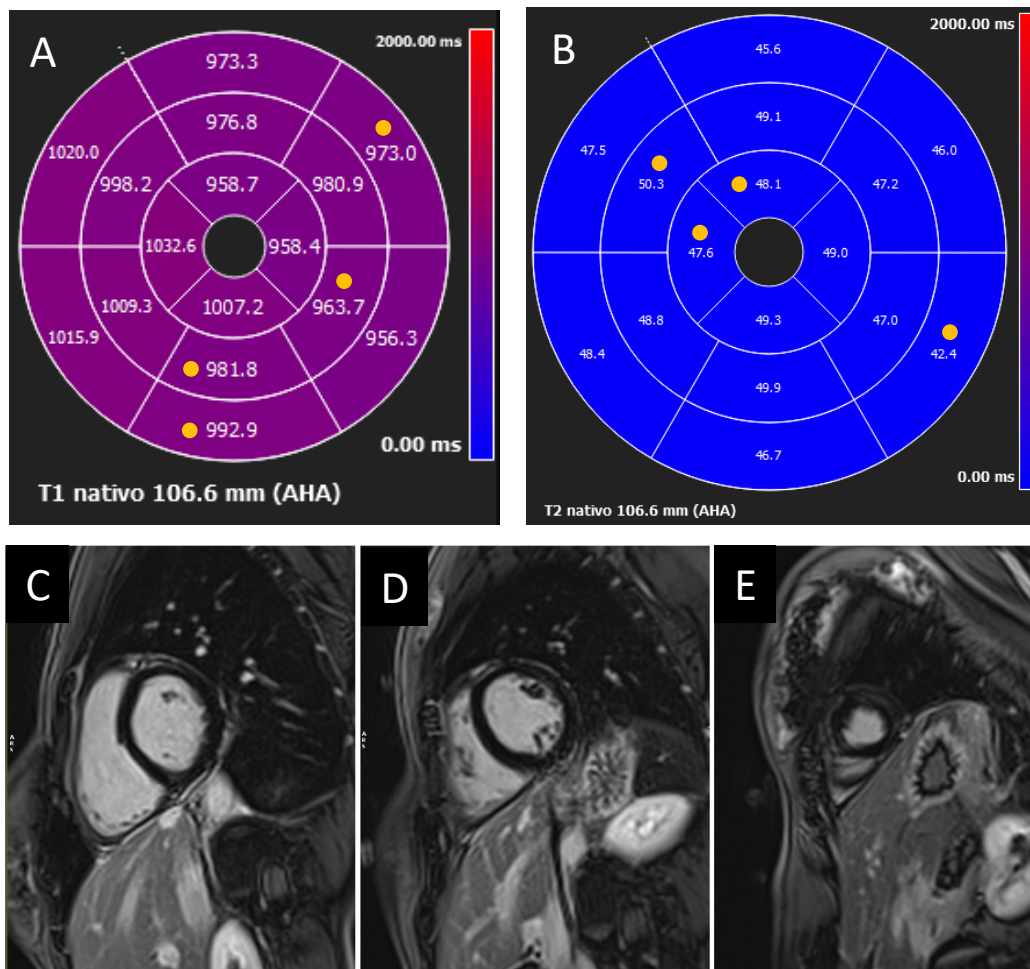 A
2000.00 ms
973.3
976.8
1020.0
973.0
998.2
958.7
980.9
1032.6
958.4
1009.3
1007.2
963.7
1015.9
956.3
981.8
992.9
0.00 ms
T1 nativo 106.6 mm (AHA)
B
2000.00 ms
45.6
49.1
47.5
46.0
50.3
48.1
47.2
47.6
49.0
48.8
49.3
47.0
48.4
42.4
49.9
46.7
0.00 ms
T2 nativo 106.6 mm (AHA)
C
D
E
A
R
S
A
R
S